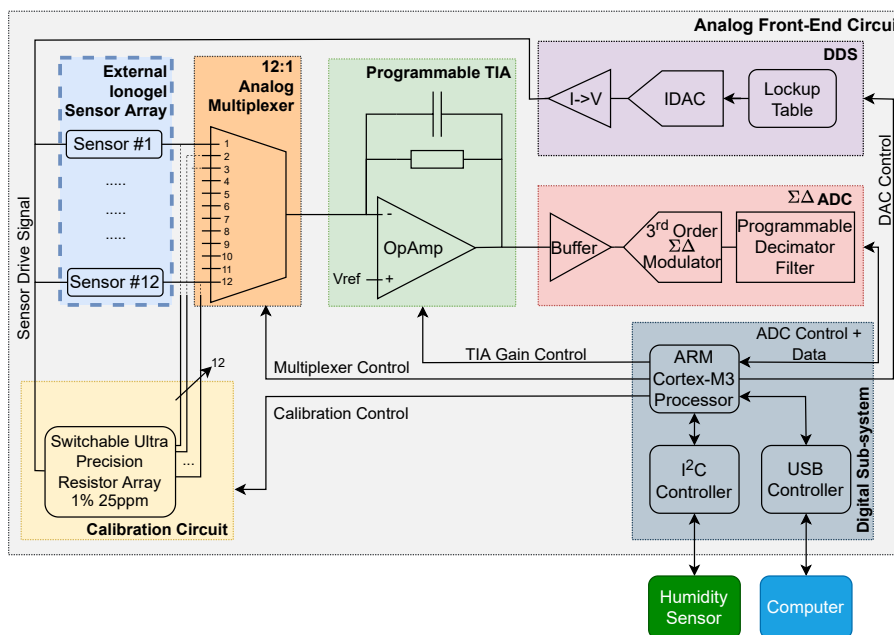 Analog Front-End Circui
External
Ionogel
Sensor Array
Sensor #1
.....
.....
.....
Sensor #12
Sensor Drive Signal
12:1
Analog
Multiplexer
1
2
3
4
5
6
7
8
9
10
11
12
Programmable TIA
-
OpAmp
Vref
+
DDS
I->V
IDAC
Lockup
Table
DAC Control
ΣΔ ADC
Buffer
3rd Order
ΣΔ
Modulator
Programmable
Decimator
Filter
ADC Control +
Data
TIA Gain Control
Multiplexer Control
Calibration Control
ARM
Cortex-M3
Processor
I2C
Controller
USB
Controller
Digital Sub-system
12
Switchable Ultra
Precision
Resistor Array
1% 25ppm
...
Calibration Circuit
Humidity
Sensor
Computer